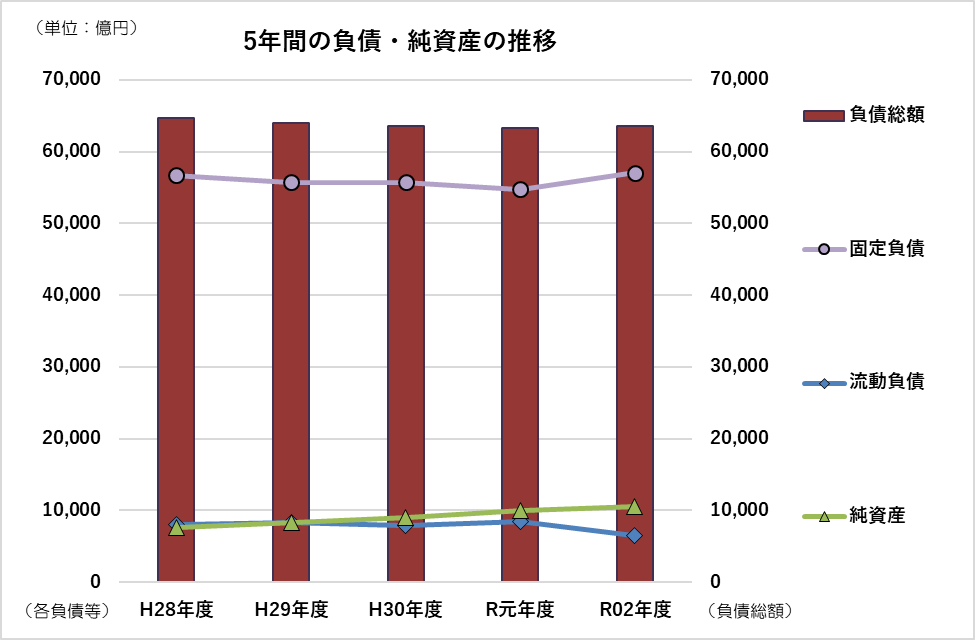 （単位：億円）
5年間の負債・純資産の推移
70,000
60,000
50,000
40,000
30,000
20,000
10,000
0
70,000
60,000
50,000
40,000
30,000
20,000
10,000
0
（各負債等）
H28年度
H29年度
H30年度
R元年度
R02年度
（負債総額）
負債総額
固定負債
流動負債
純資産